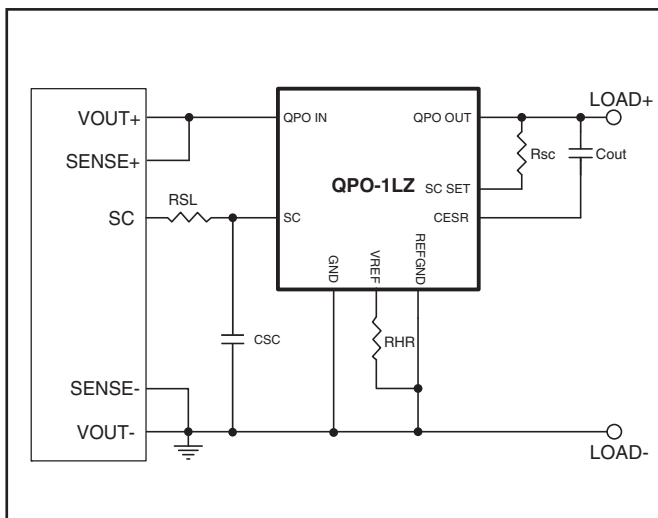 LOAD+
VOUT+
QPO IN
QPO OUT
Rsc
Cout
SENSE+
QPO-1LZ
SC SET
RSL
SC
SC
CESR
GND
VREF
REFGND
CSC
RHR
SENSE-
VOUT-
LOAD-